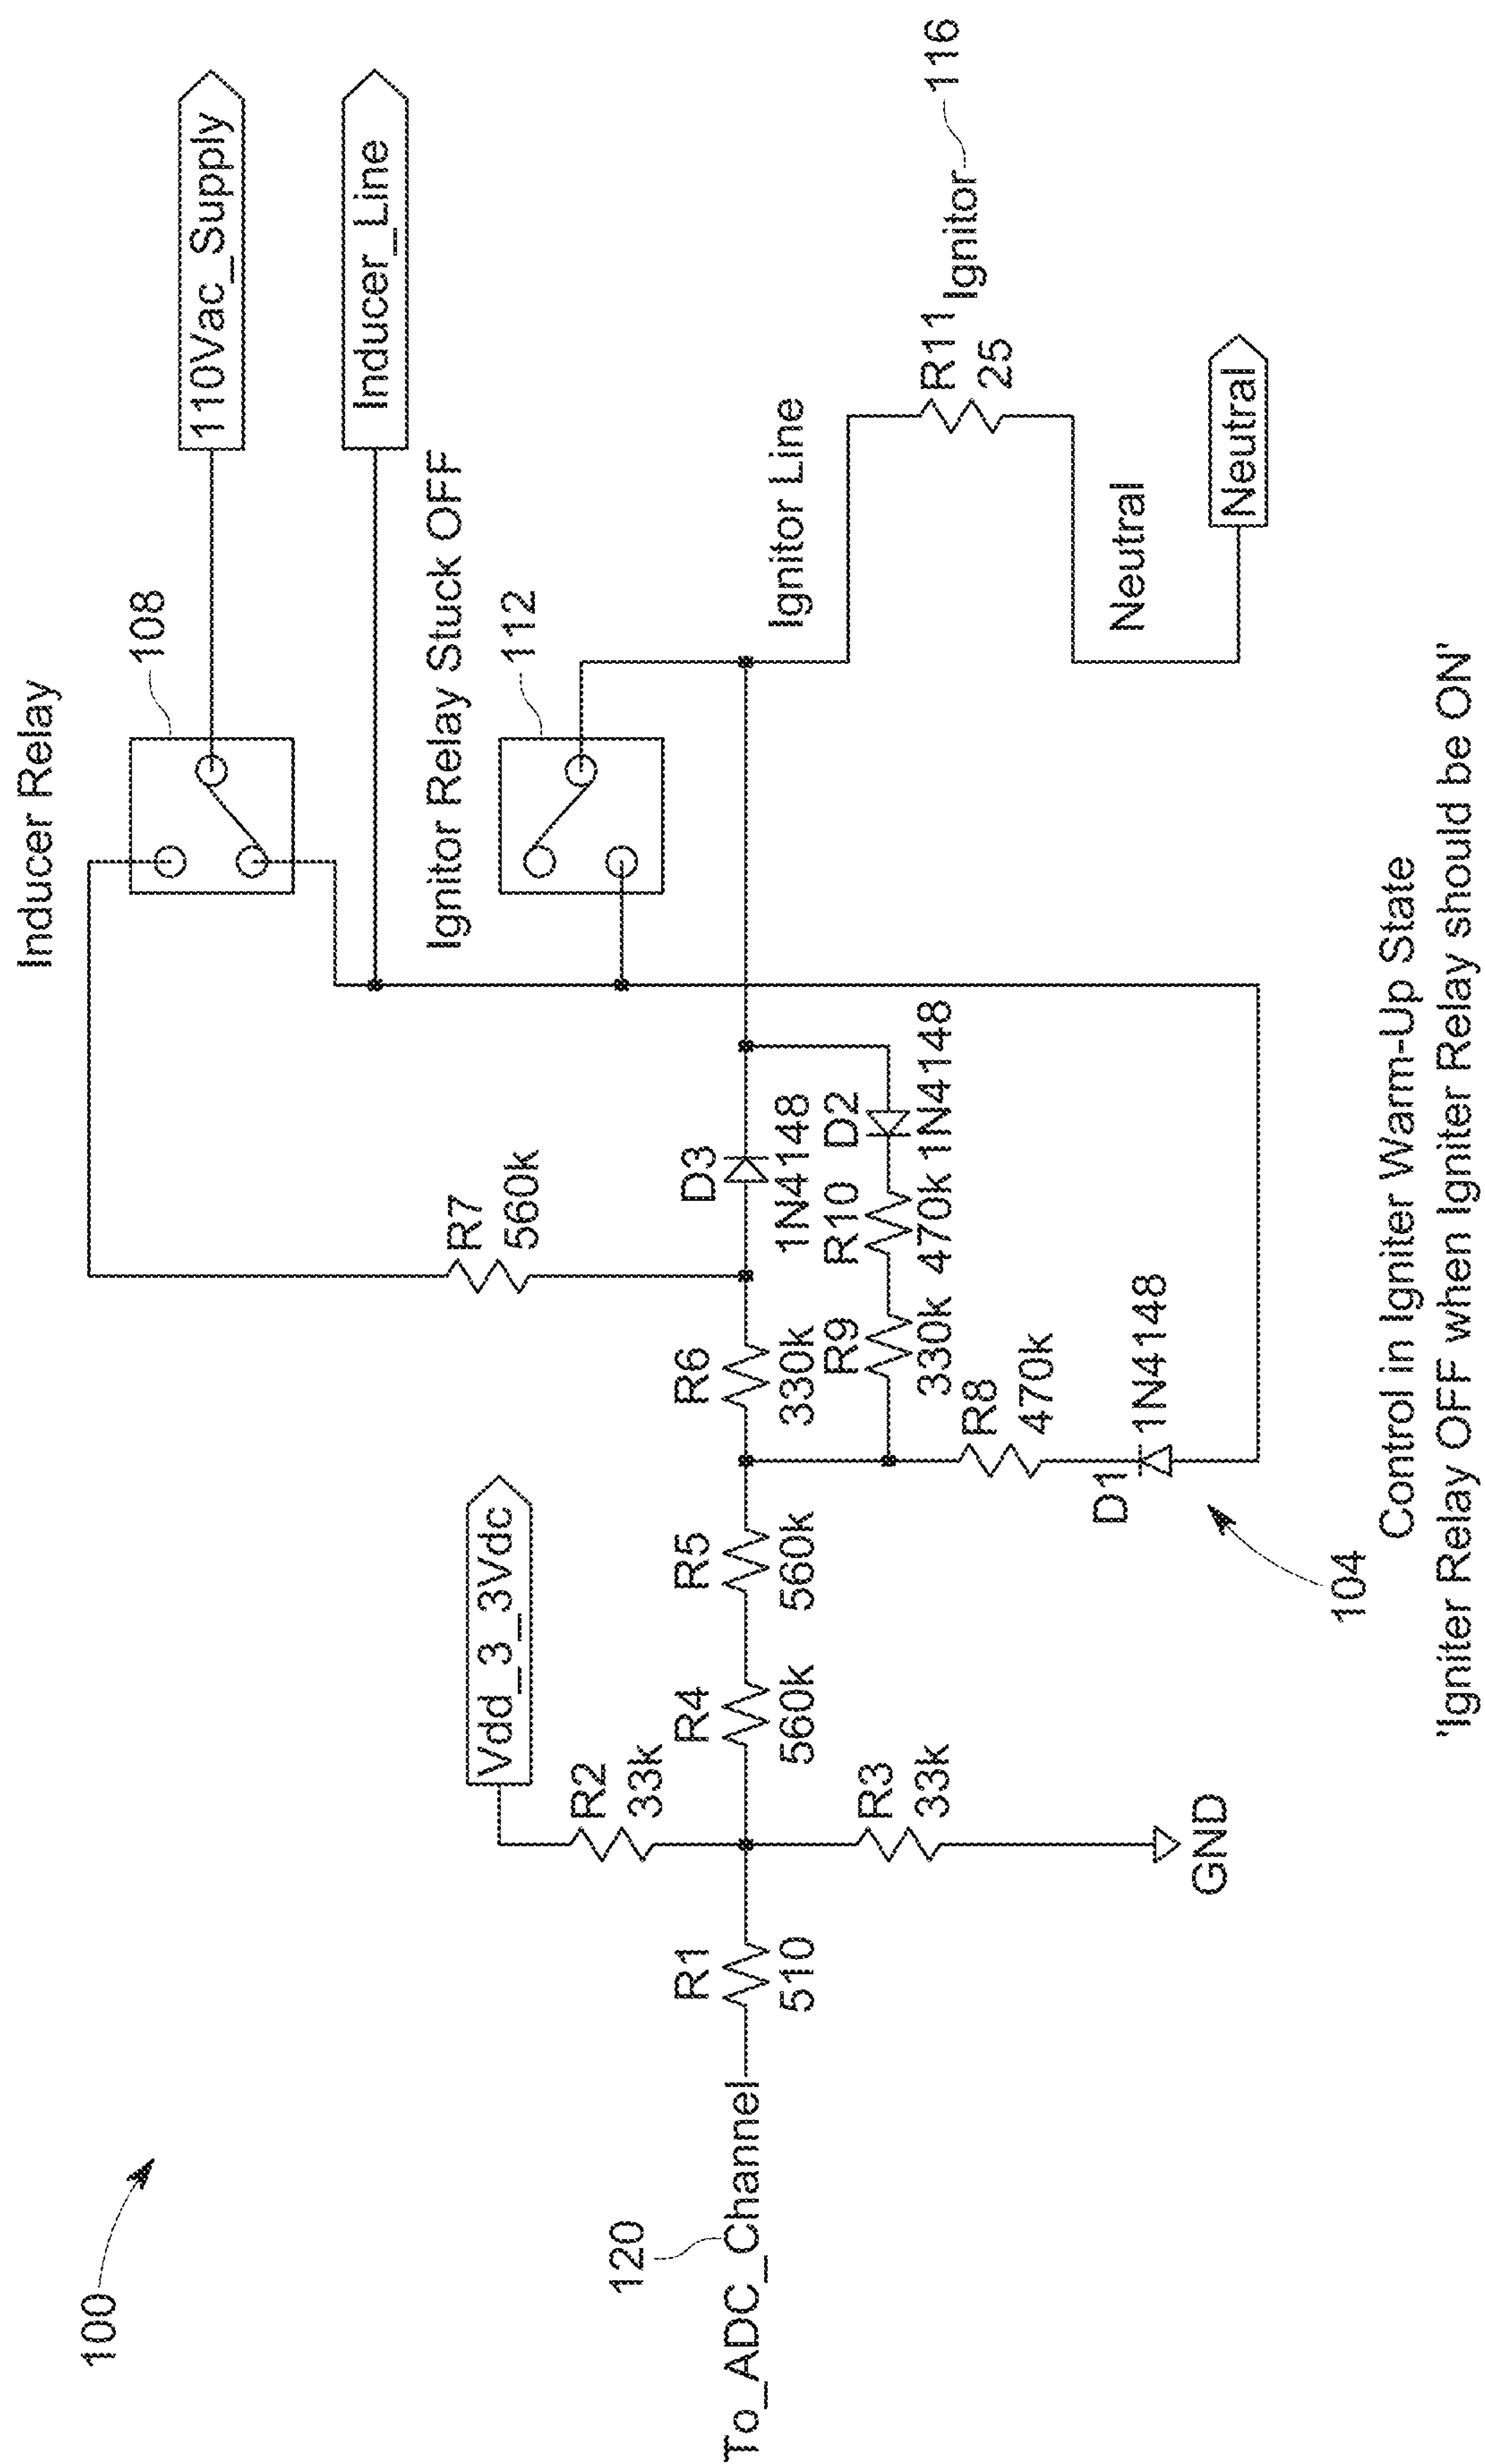 100
Inducer Relay
108
110Vac_Supply
Inducer_Line
Ignitor Relay Stuck OFF
112
R7
560k
Vdd_3_3Vdc
R2
33k
To_ADC_Channel
120
R1
510
R4
560k
R5
560k
R6
330k
D3
1N4148
Ignitor Line
R9
330k
R10
470k
D2
1N4148
R3
33k
GND
R8
470k
D1
1N4148
R11
25
Ignitor
116
Neutral
Neutral
104
Control in Igniter Warm-Up State
'Igniter Relay OFF when Igniter Relay should be ON'